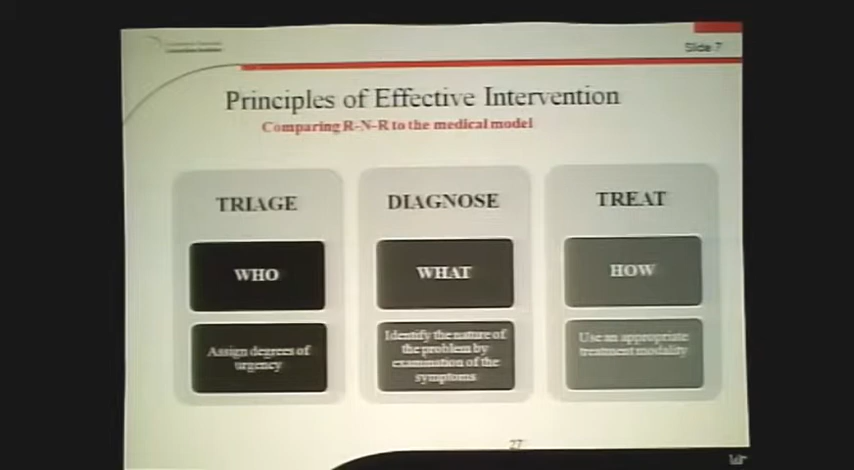 Slide 7
Principles of Effective Intervention
Comparing R-N-R to the medical model
TRIAGE
WHO
Assign degrees of
urgency
DIAGNOSE
WHAT
Identify the nature of
the problem by
examination of the
symptoms
TREAT
HOW
Use an appropriate
treatment modality
27